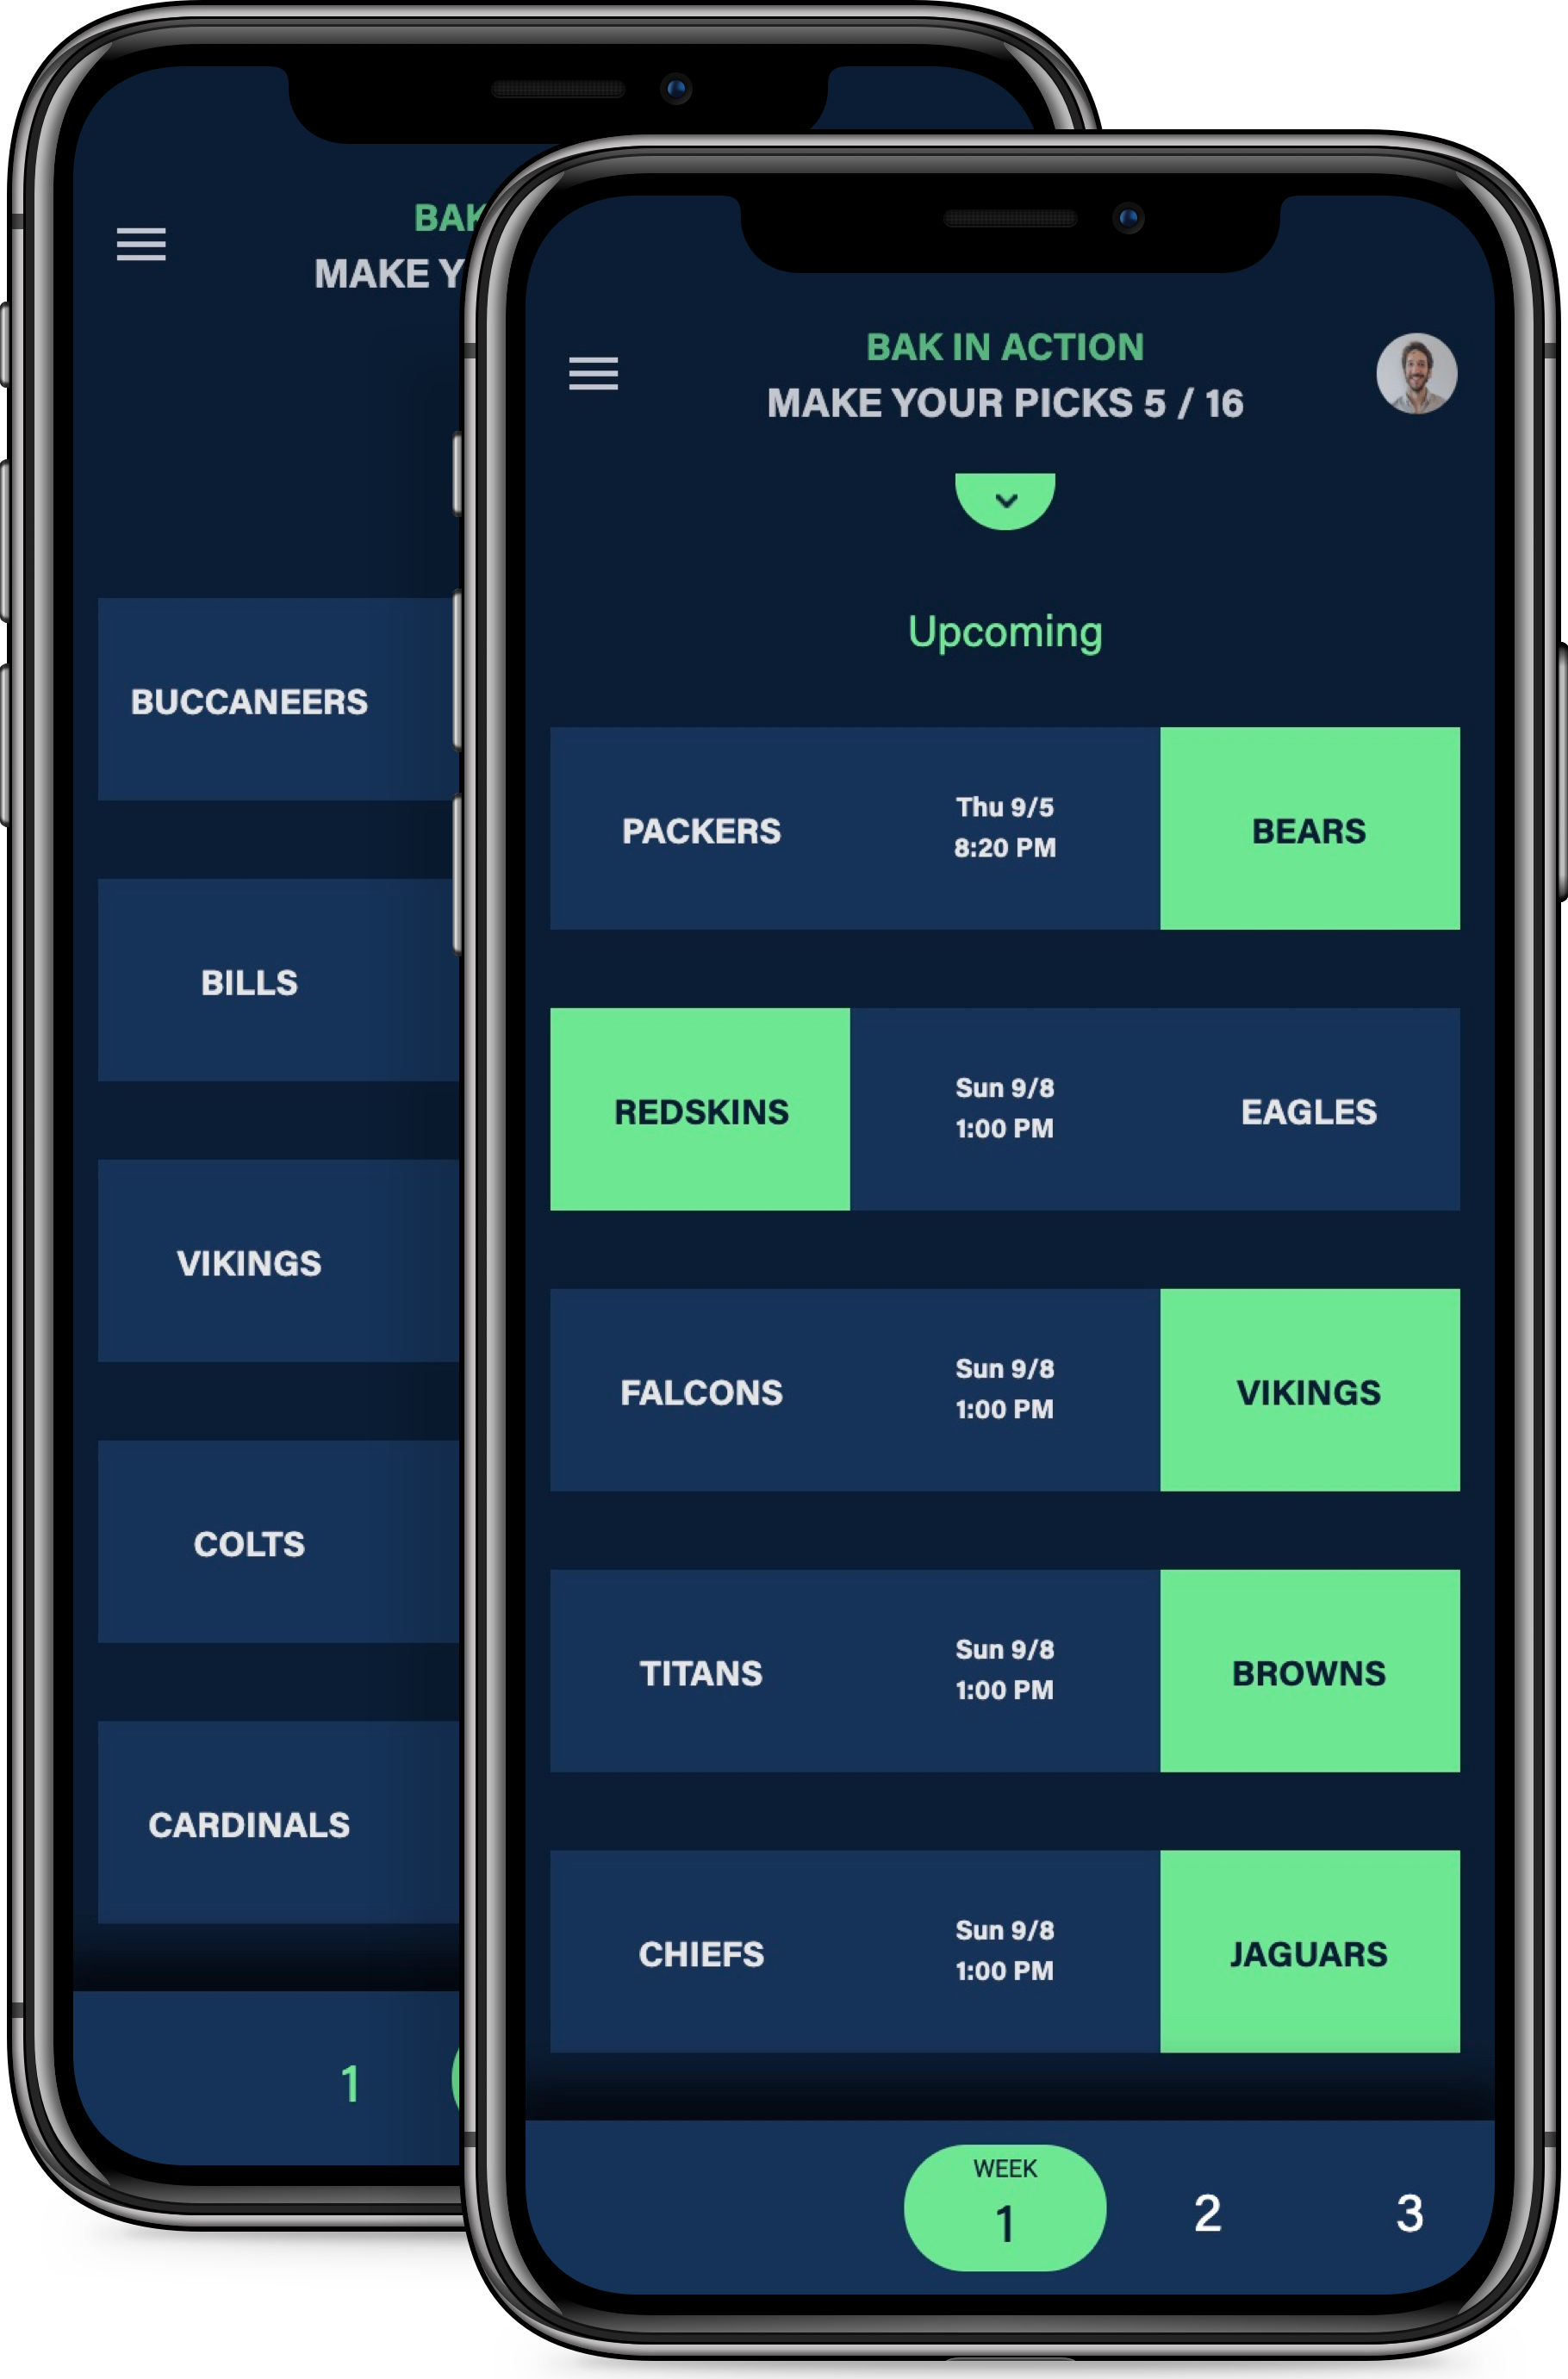 BAK
MAKE Y
BUCCANEERS
BILLS
VIKINGS
COLTS
CARDINALS
1
BAK IN ACTION
MAKE YOUR PICKS 5 / 16
Upcoming
PACKERS
Thu 9/5
8:20 PM
BEARS
REDSKINS
Sun 9/8
1:00 PM
EAGLES
FALCONS
Sun 9/8
1:00 PM
VIKINGS
TITANS
Sun 9/8
1:00 PM
BROWNS
CHIEFS
Sun 9/8
1:00 PM
JAGUARS
WEEK
1
2
3